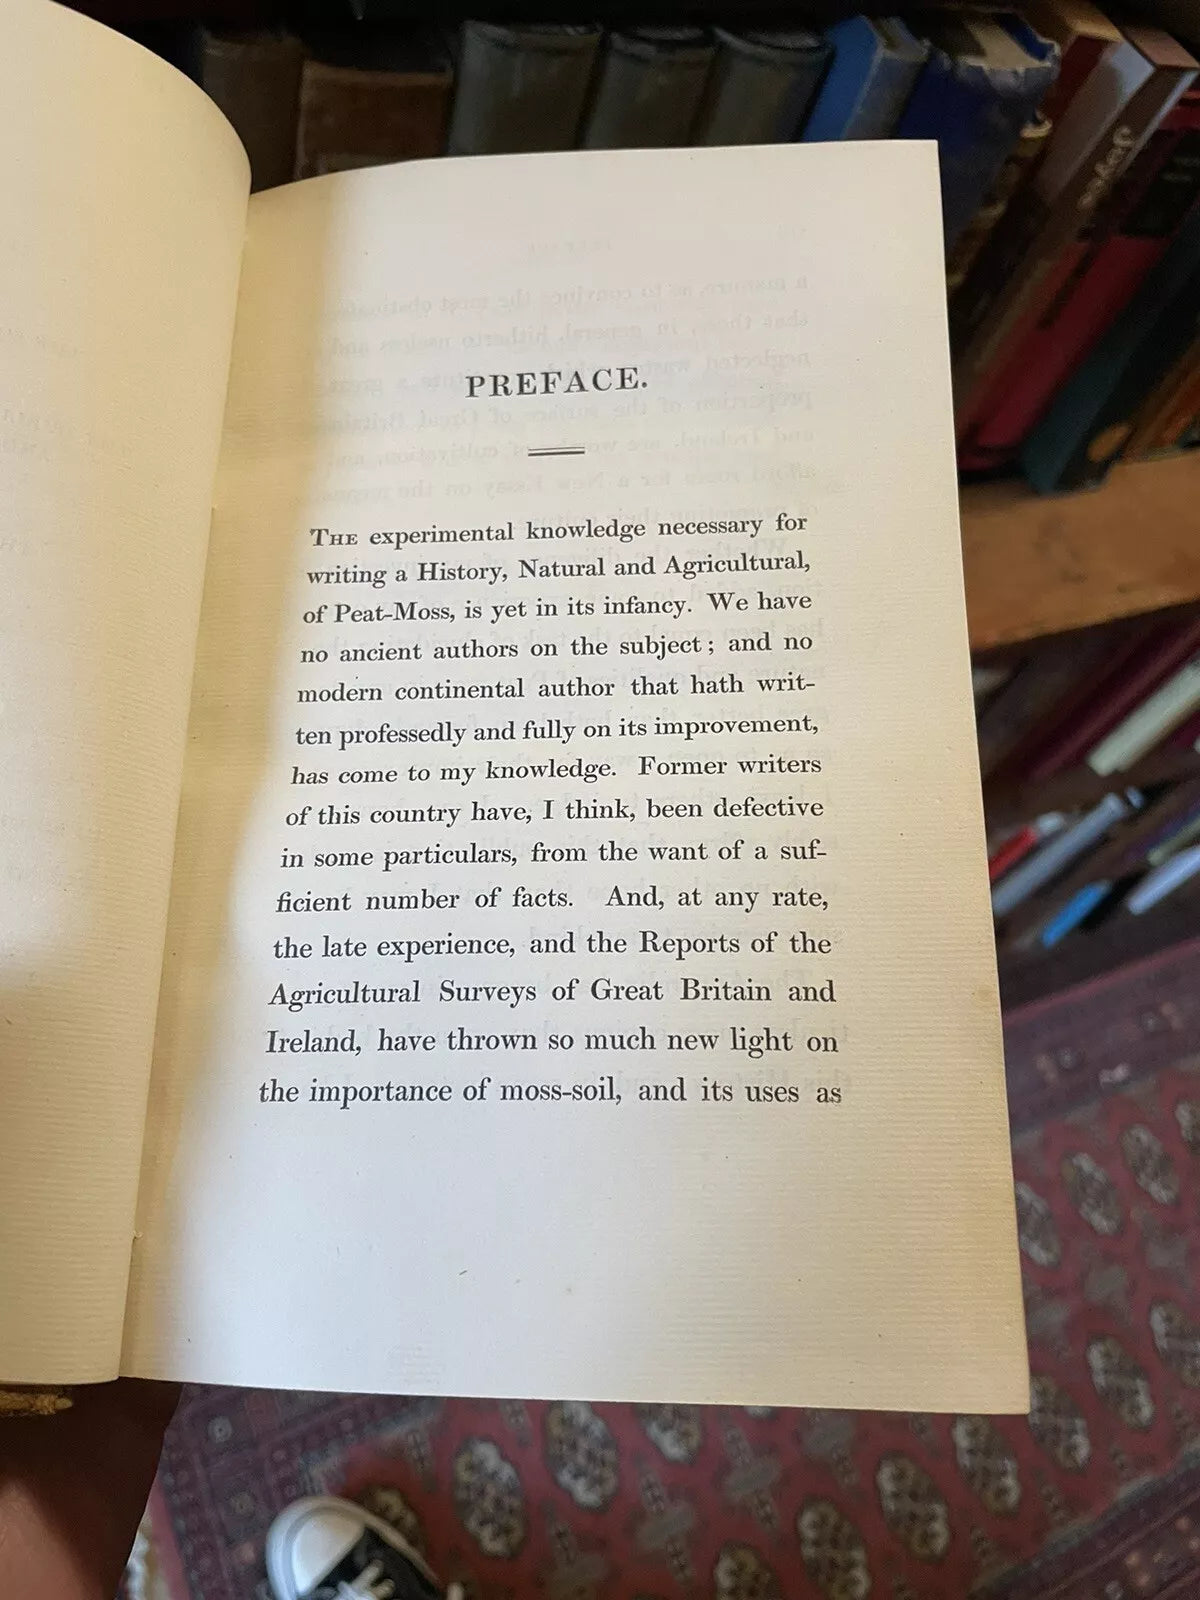 PREFACE.
THE experimental knowledge necessary for
writing a History, Natural and Agricultural,
of Peat-Moss, is yet in its infancy. We have
no ancient authors on the subject; and no
modern continental author that hath writ-
ten professedly and fully on its improvement,
has come to my knowledge. Former writers
of this country have, I think, been defective
in some particulars, from the want of a suf-
ficient number of facts. And, at any rate,
the late experience, and the Reports of the
Agricultural Surveys of Great Britain and
Ireland, have thrown so much new light on
the importance of moss-soil, and its uses as